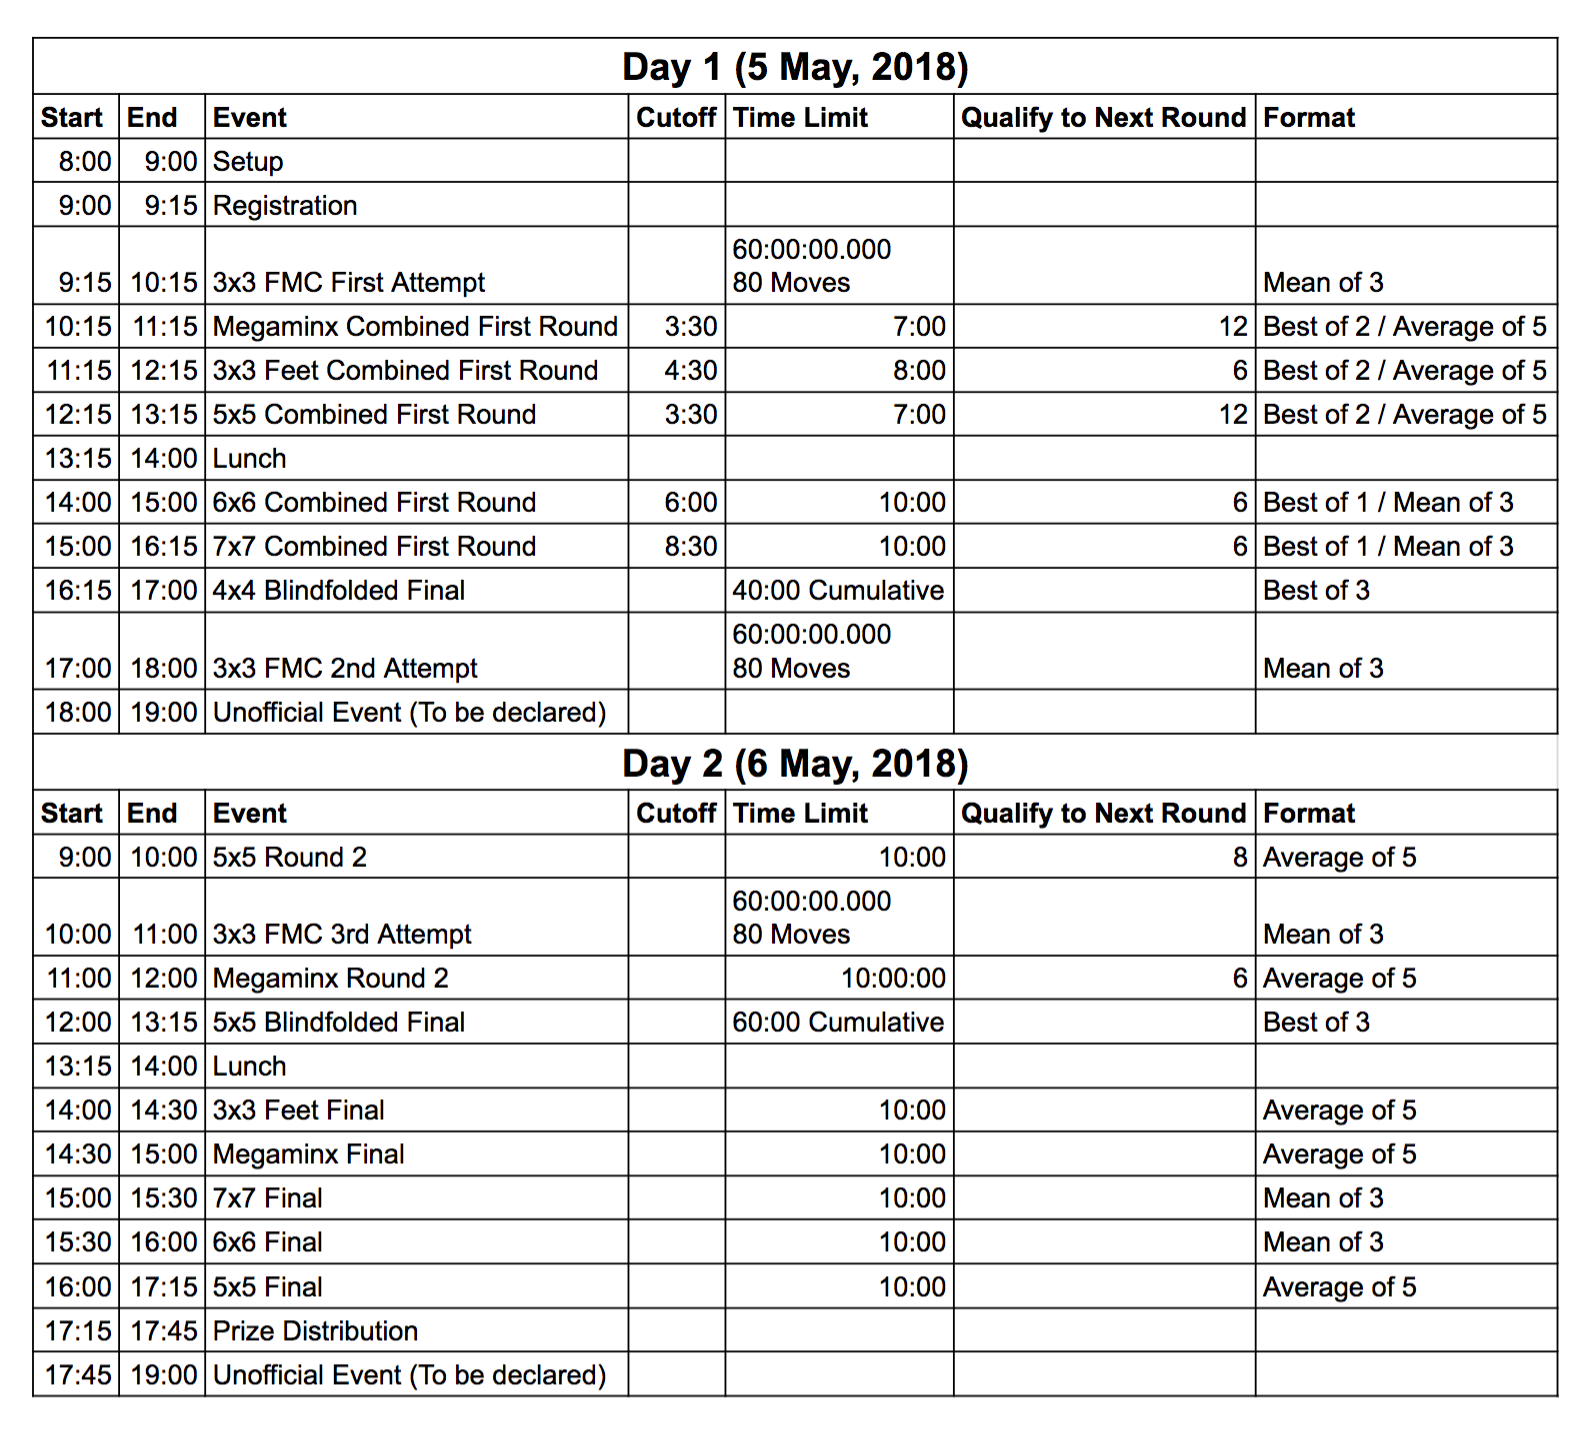 Day 1 (5 May, 2018)
Start End Event Cutoff Time Limit Qualify to Next Round Format
8:00 9:00 Setup
9:00 9:15 Registration
60:00:00.000
9:15 10:15 3x3 FMC First Attempt 80 Moves Mean of 3
10:15 11:15 Megaminx Combined First Round 3:30 7:00 12 Best of 2 / Average of 5
11:15 12:15 3x3 Feet Combined First Round 4:30 8:00 6 Best of 2 / Average of 5
12:15 13:15 5x5 Combined First Round 3:30 7:00 12 Best of 2 / Average of 5
13:15 14:00 Lunch
14:00 15:00 6x6 Combined First Round 6:00 10:00 6 Best of 1 / Mean of 3
15:00 16:15 7x7 Combined First Round 8:30 10:00 6 Best of 1 / Mean of 3
16:15 17:00 4x4 Blindfolded Final 40:00 Cumulative Best of 3
60:00:00.000
17:00 18:00 3x3 FMC 2nd Attempt 80 Moves Mean of 3
18:00 19:00 Unofficial Event (To be declared)
Day 2 (6 May, 2018)
Start End Event Cutoff Time Limit Qualify to Next Round Format
9:00 10:00 5x5 Round 2 10:00 8 Average of 5
60:00:00.000
10:00 11:00 3x3 FMC 3rd Attempt 80 Moves Mean of 3
11:00 12:00 Megaminx Round 2 10:00:00 6 Average of 5
12:00 13:15 5x5 Blindfolded Final 60:00 Cumulative Best of 3
13:15 14:00 Lunch
14:00 14:30 3x3 Feet Final 10:00 Average of 5
14:30 15:00 Megaminx Final 10:00 Average of 5
15:00 15:30 7x7 Final 10:00 Mean of 3
15:30 16:00 6x6 Final 10:00 Mean of 3
16:00 17:15 5x5 Final 10:00 Average of 5
17:15 17:45 Prize Distribution
17:45 19:00 Unofficial Event (To be declared)